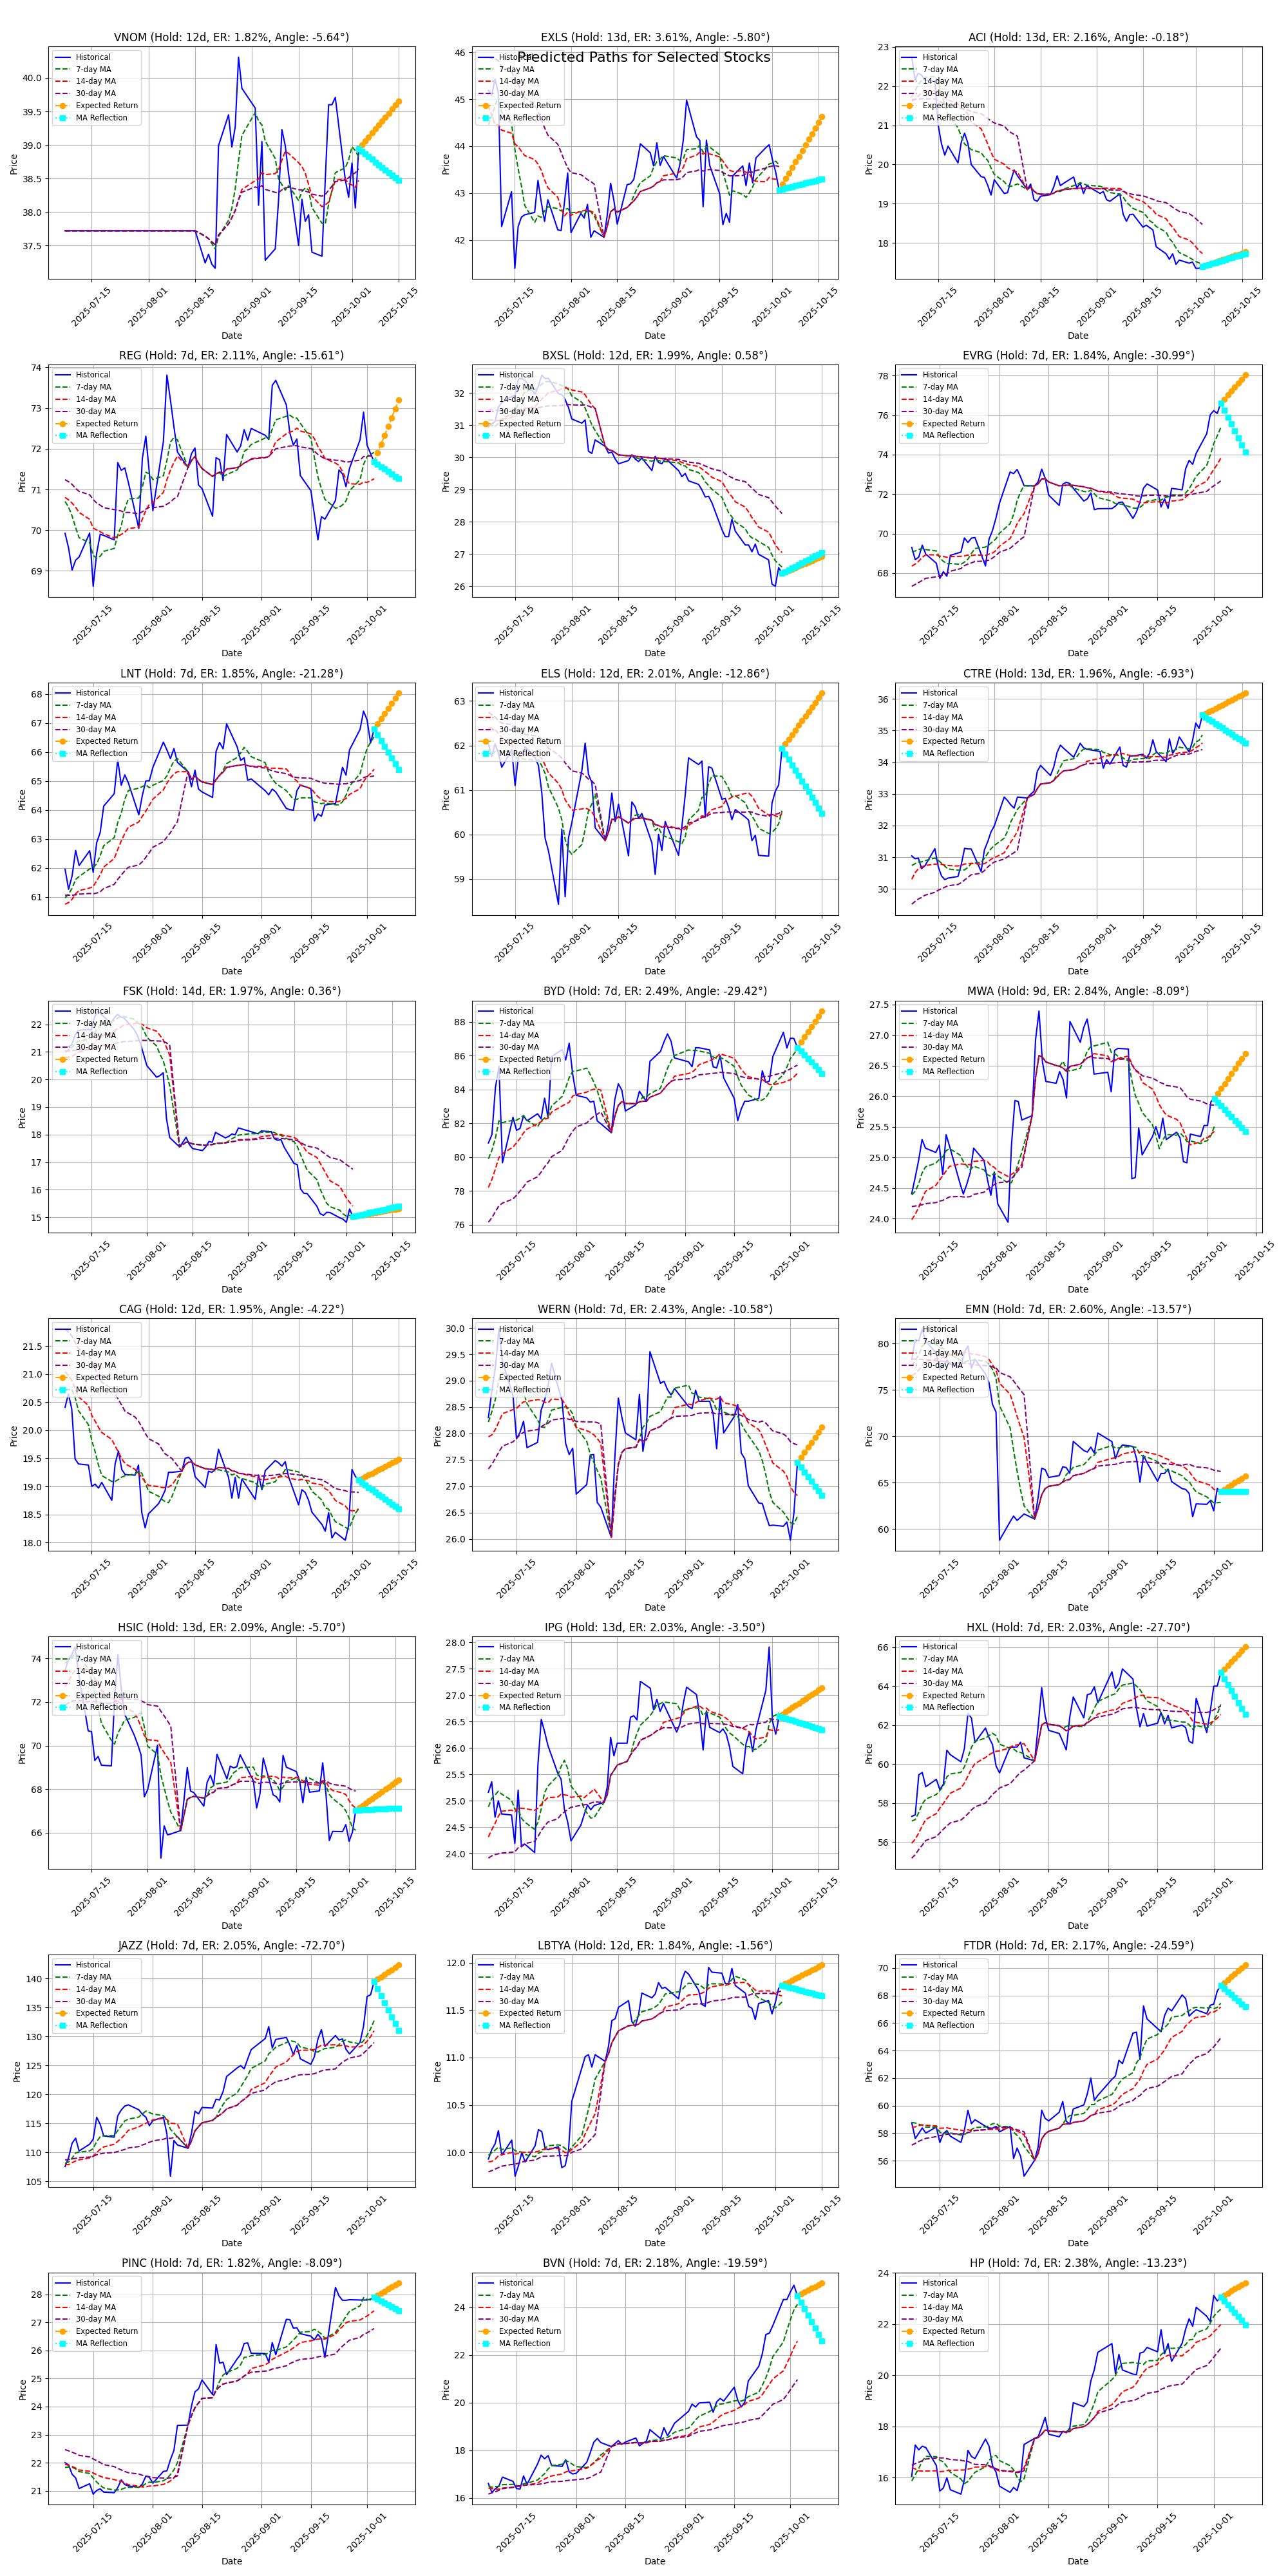 Predicted Paths for Selected Stocks
VNOM (Hold: 12d, ER: 1.82%, Angle: -5.64°)
EXLS (Hold: 13d, ER: 3.61%, Angle: -5.80°)
ACI (Hold: 13d, ER: 2.16%, Angle: -0.18°)
Historical
7-day MA
14-day MA
30-day MA
Expected Return
MA Reflection
Price
Date
REG (Hold: 7d, ER: 2.11%, Angle: -15.61°)
BXSL (Hold: 12d, ER: 1.99%, Angle: 0.58°)
EVRG (Hold: 7d, ER: 1.84%, Angle: -30.99°)
LNT (Hold: 7d, ER: 1.85%, Angle: -21.28°)
ELS (Hold: 12d, ER: 2.01%, Angle: -12.86°)
CTRE (Hold: 13d, ER: 1.96%, Angle: -6.93°)
FSK (Hold: 14d, ER: 1.97%, Angle: 0.36°)
BYD (Hold: 7d, ER: 2.49%, Angle: -29.42°)
MWA (Hold: 9d, ER: 2.84%, Angle: -8.09°)
CAG (Hold: 12d, ER: 1.95%, Angle: -4.22°)
WERN (Hold: 7d, ER: 2.43%, Angle: -10.58°)
EMN (Hold: 7d, ER: 2.60%, Angle: -13.57°)
HSIC (Hold: 13d, ER: 2.09%, Angle: -5.70°)
IPG (Hold: 13d, ER: 2.03%, Angle: -3.50°)
HXL (Hold: 7d, ER: 2.03%, Angle: -27.70°)
JAZZ (Hold: 7d, ER: 2.05%, Angle: -72.70°)
LBTYA (Hold: 12d, ER: 1.84%, Angle: -1.56°)
FTDR (Hold: 7d, ER: 2.17%, Angle: -24.59°)
PINC (Hold: 7d, ER: 1.82%, Angle: -8.09°)
BVN (Hold: 7d, ER: 2.18%, Angle: -19.59°)
HP (Hold: 7d, ER: 2.38%, Angle: -13.23°)
2025-07-15
2025-08-01
2025-08-15
2025-09-01
2025-09-15
2025-10-01
2025-10-15